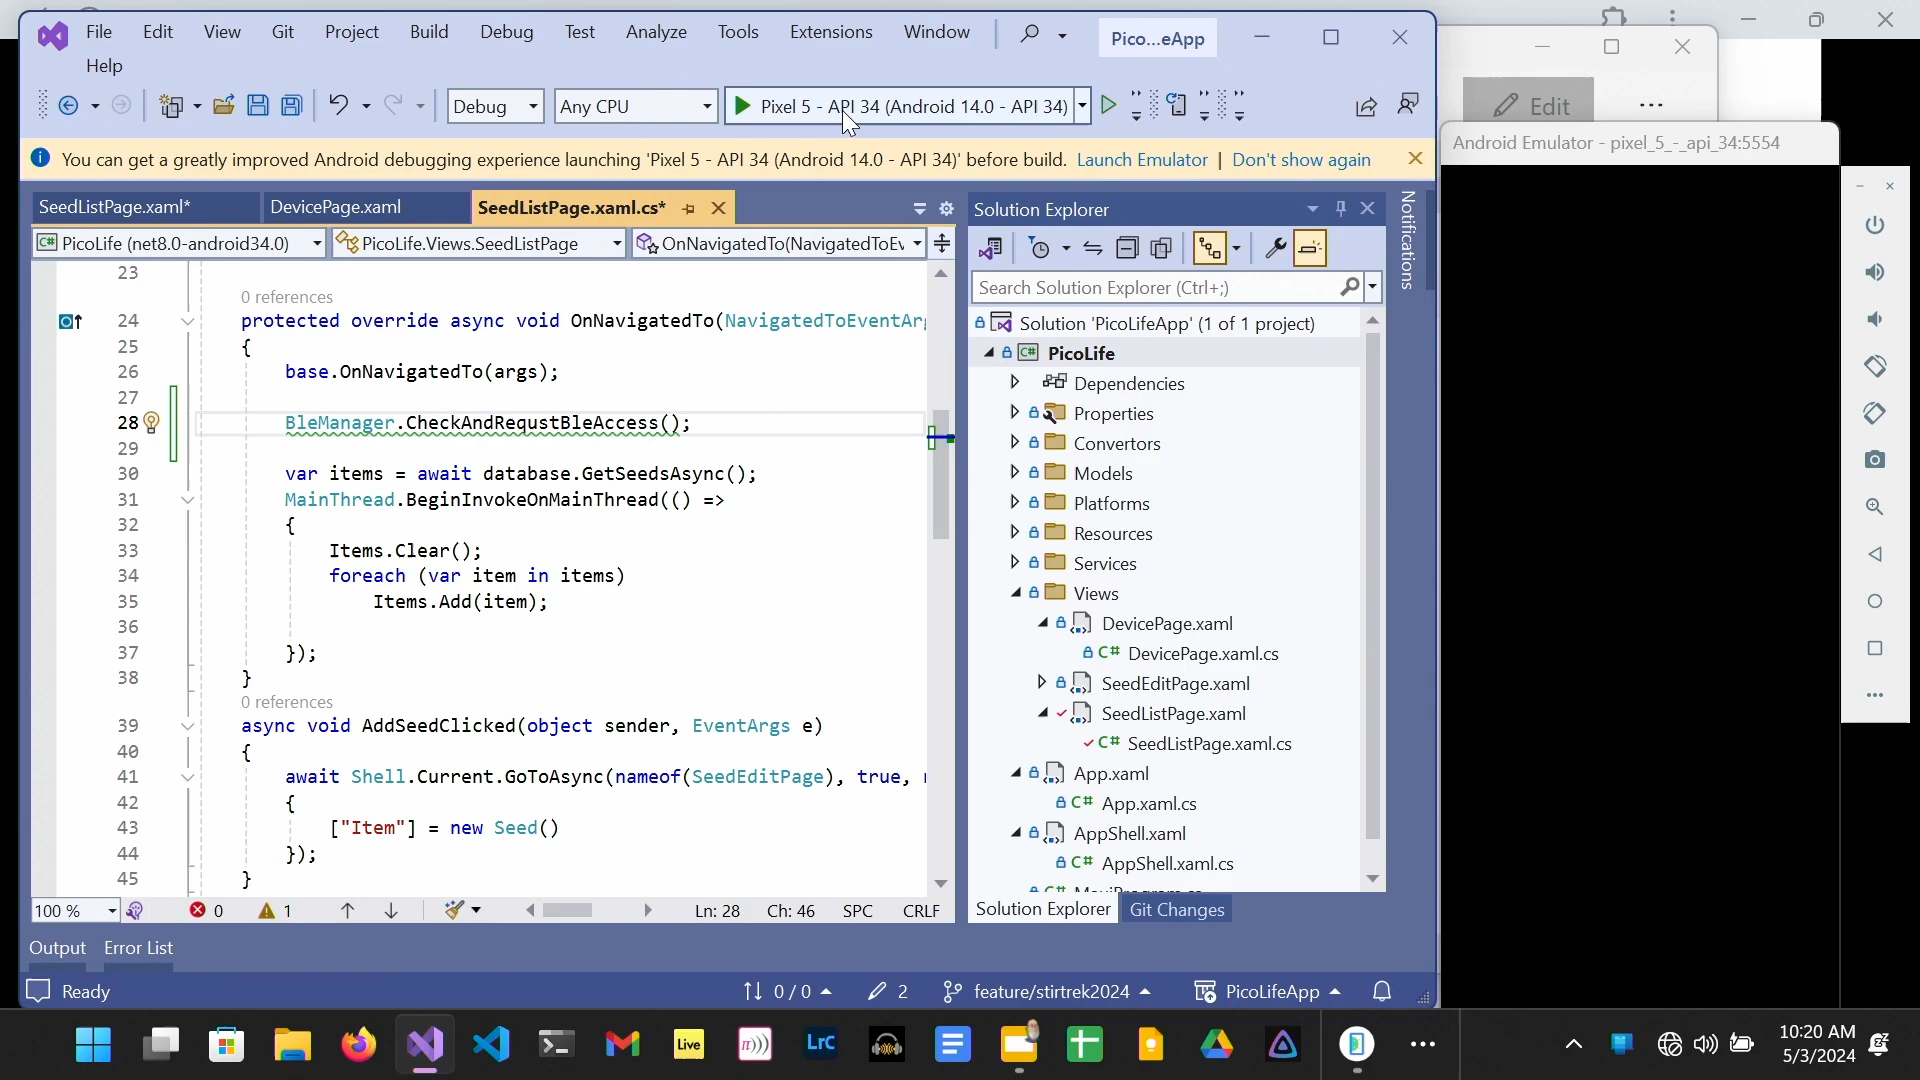 File Edit View Git Project Build Debug Test Analyze Tools Extensions Window Pico...eApp
Help
Debug Any CPU Pixel 5 - API 34 (Android 14.0 - API 34)
Edit
You can get a greatly improved Android debugging experience launching 'Pixel 5 - API 34 (Android 14.0 - API 34)' before build. Launch Emulator | Don't show again
Android Emulator - pixel_5_-_api_34:5554
SeedListPage.xaml* DevicePage.xaml SeedListPage.xaml.cs*
PicoLife (net8.0-android34.0) PicoLife.Views.SeedListPage OnNavigatedTo(NavigatedToEv
23
0 references
24 protected override async void OnNavigatedTo(NavigatedToEventArg
25 {
26 base.OnNavigatedTo(args);
27
28 BleManager.CheckAndRequstBleAccess();
29
30 var items = await database.GetSeedsAsync();
31 MainThread.BeginInvokeOnMainThread(() =>
32 {
33 Items.Clear();
34 foreach (var item in items)
35 Items.Add(item);
36
37 });
38 }
0 references
39 async void AddSeedClicked(object sender, EventArgs e)
40 {
41 await Shell.Current.GoToAsync(nameof(SeedEditPage), true,
42 {
43 ["Item"] = new Seed()
44 });
45 }
100 % 0 1 Ln: 28 Ch: 46 SPC CRLF
Solution Explorer
Search Solution Explorer (Ctrl+;)
Solution 'PicoLifeApp' (1 of 1 project)
C# PicoLife
Dependencies
Properties
Convertors
Models
Platforms
Resources
Services
Views
DevicePage.xaml
C# DevicePage.xaml.cs
SeedEditPage.xaml
SeedListPage.xaml
C# SeedListPage.xaml.cs
App.xaml
C# App.xaml.cs
AppShell.xaml
C# AppShell.xaml.cs
Solution Explorer Git Changes
Notifications
Output Error List
Ready 0 / 0 2 feature/stirtrek2024 PicoLifeApp
Live LrC
10:20 AM
5/3/2024